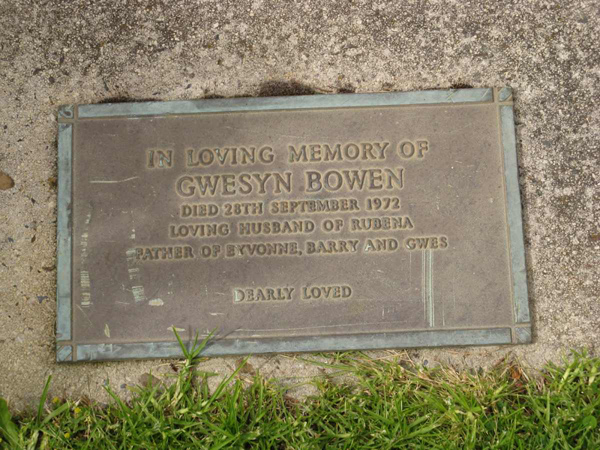 IN LOVING MEMORY OF
GWESYN BOWEN
DIED 28TH SEPTEMBER 1972
LOVING HUSBAND OF RUBENA
FATHER OF EYVONNE, BARRY AND GWES
DEARLY LOVED